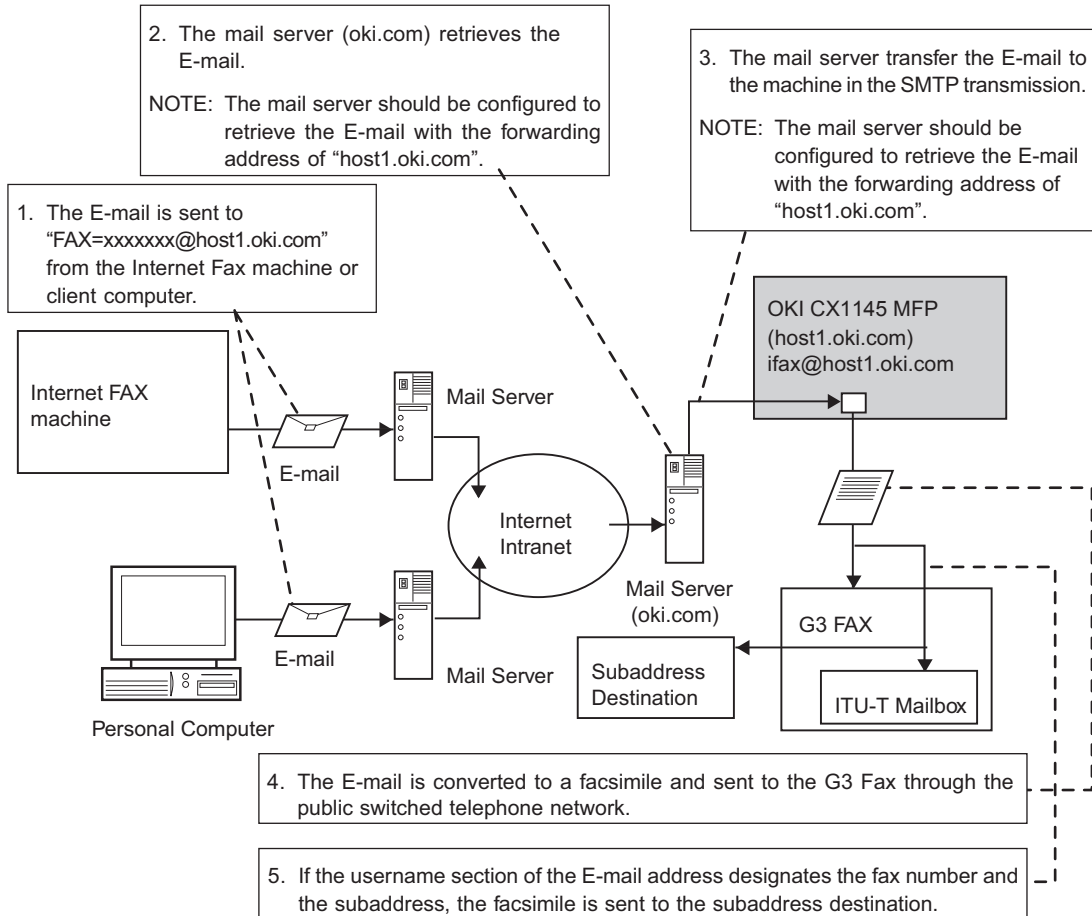 2. The mail server (oki.com) retrieves the
E-mail.
NOTE: The mail server should be configured to
retrieve the E-mail with the forwarding
address of “host1.oki.com”.
3. The mail server transfer the E-mail to
the machine in the SMTP transmission.
NOTE: The mail server should be
configured to retrieve the E-mail
with the forwarding address of
“host1.oki.com”.
1. The E-mail is sent to
“FAX=xxxxxxx@host1.oki.com”
from the Internet Fax machine or
client computer.
OKI CX1145 MFP
(host1.oki.com)
ifax@host1.oki.com
Internet FAX
machine
E-mail
Mail Server
Internet
Intranet
Mail Server
(oki.com)
Personal Computer
E-mail
Mail Server
G3 FAX
Subaddress
Destination
ITU-T Mailbox
4. The E-mail is converted to a facsimile and sent to the G3 Fax through the
public switched telephone network.
5. If the username section of the E-mail address designates the fax number and
the subaddress, the facsimile is sent to the subaddress destination.